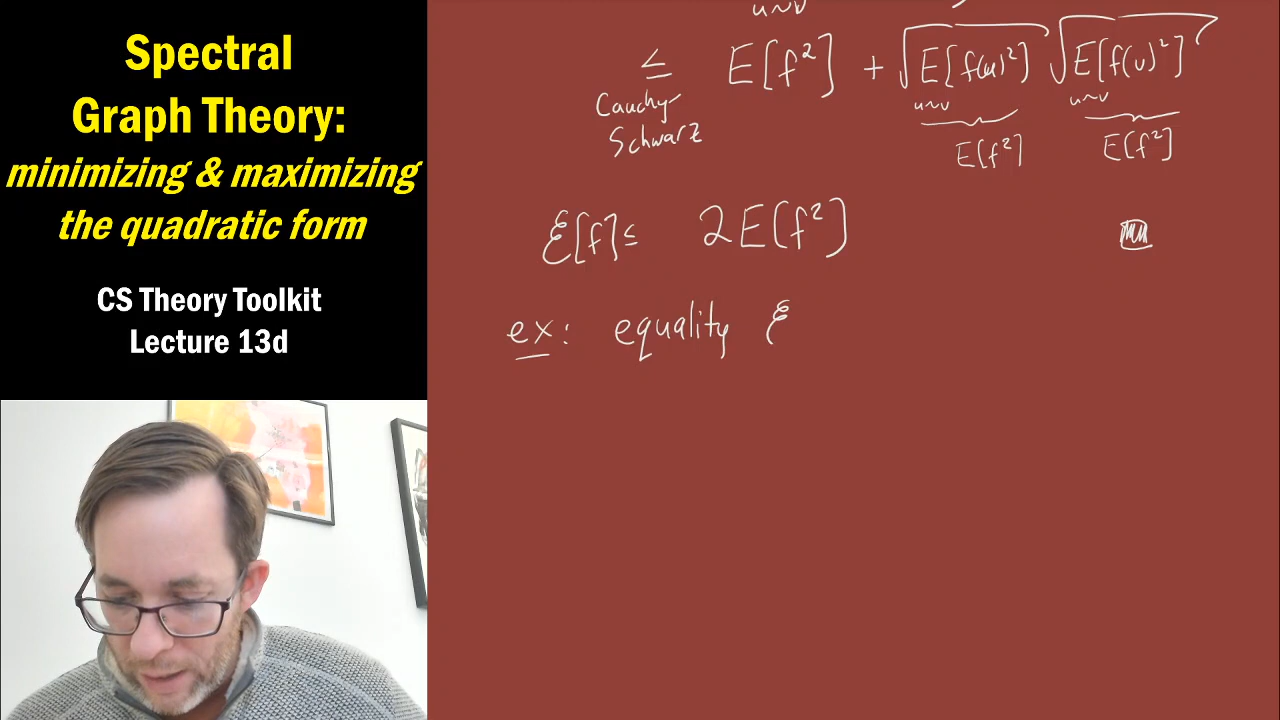 Spectral
Graph Theory:
minimizing & maximizing
the quadratic form
CS Theory Toolkit
Lecture 13d
u~v
≤ E[f²] + √E[f(u)²] √E[f(v)²]
Cauchy- u~v u~v
Schwarz E[f²] E[f²]
ℰ[f] ≤ 2E[f²]
ex: equality ℰ